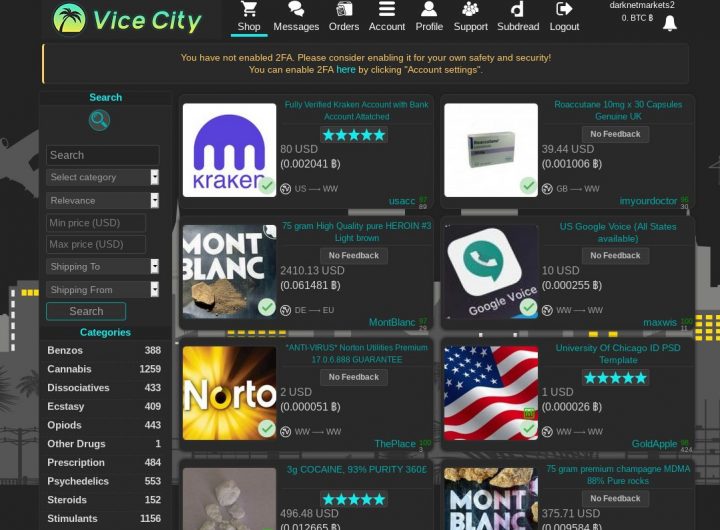 Vice City
Shop
Messages
Orders
Account
Profile
Support
Subdread
Logout
darknetmarkets2
0. BTC ฿
You have not enabled 2FA. Please consider enabling it for your own safety and security!
You can enable 2FA here by clicking "Account settings".
Search
Search
Select category
Relevance
Min price (USD)
Max price (USD)
Shipping To
Shipping From
Search
Categories
Benzos 388
Cannabis 1259
Dissociatives 433
Ecstasy 409
Opiods 443
Other Drugs 1
Prescription 484
Psychedelics 553
Steroids 152
Stimulants 1156
kraken
Fully Verified Kraken Account with Bank
Account Attatched
80 USD
(0.002041 ฿)
US ⟶ WW
usacc 87
89
Roaccutane 10mg x 30 Capsules
Genuine UK
No Feedback
39.44 USD
(0.001006 ฿)
GB ⟶ WW
imyourdoctor 96
30
MONT
BLANC
75 gram High Quality pure HEROIN #3
Light brown
No Feedback
2410.13 USD
(0.061481 ฿)
DE ⟶ EU
MontBlanc 97
29
Google Voice
US Google Voice (All States
available)
No Feedback
10 USD
(0.000255 ฿)
WW ⟶ WW
maxwis 100
11
Norto
"ANTI-VIRUS" Norton Utilities Premium
17.0.6.888 GUARANTEE
No Feedback
2 USD
(0.000051 ฿)
WW ⟶ WW
ThePlace 100
3
University Of Chicago ID PSD
Template
1 USD
(0.000026 ฿)
WW ⟶ WW
GoldApple 98
424
3g COCAINE, 93% PURITY 360£
496.48 USD
(0.012665 ฿)
MONT
BLANC
75 gram premium champagne MDMA
88% Pure rocks
No Feedback
375.71 USD
(0.009584 ฿)